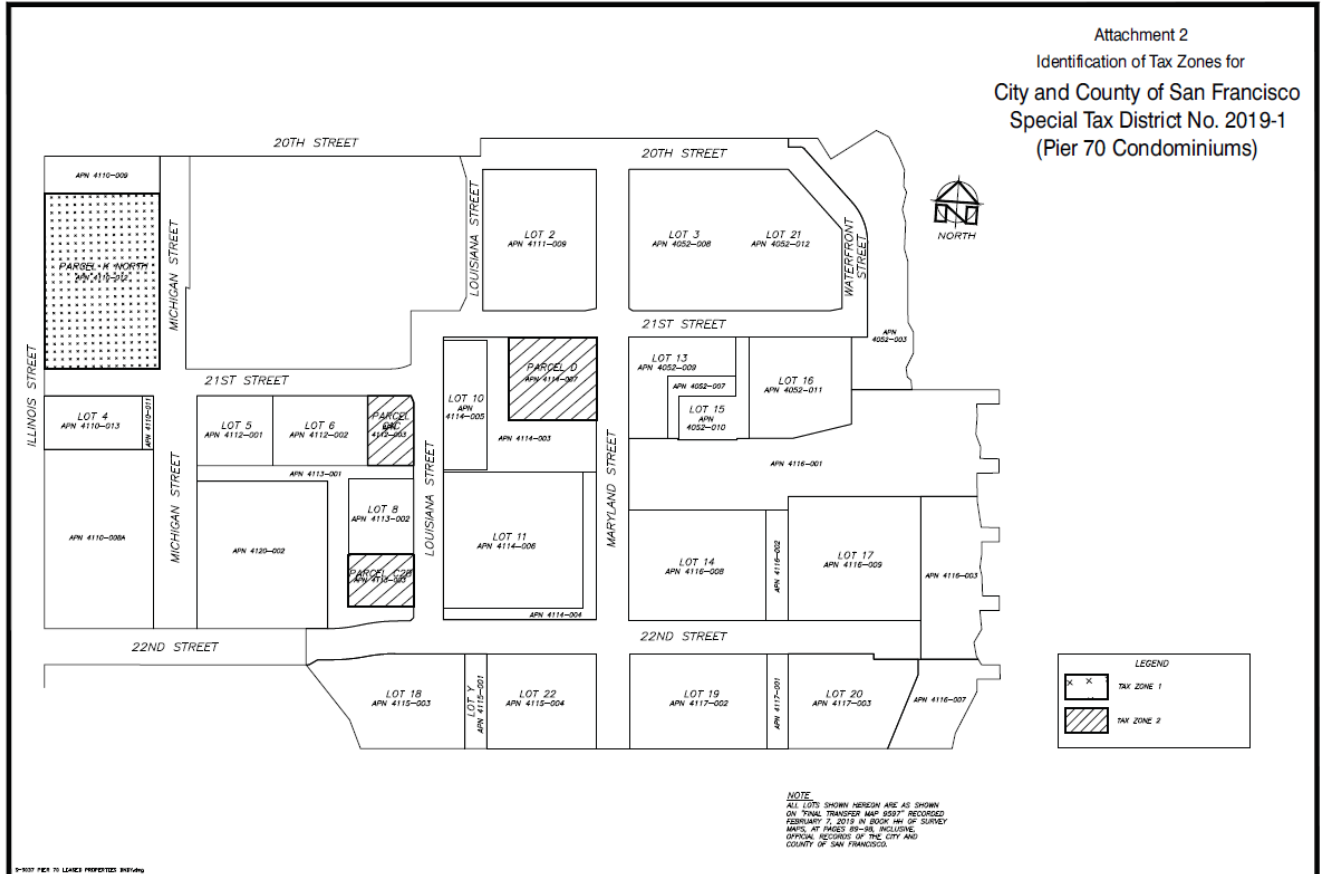 Attachment 2
Identification of Tax Zones for
City and County of San Francisco
Special Tax District No. 2019-1
(Pier 70 Condominiums)
20TH STREET
20TH STREET
APN 4110-009
LOUISIANA STREET
MICHIGAN STREET
LOT 2
APN 4111-009
LOT 3
APN 4052-008
LOT 21
APN 4052-012
WATERFRONT
STREET
NORTH
PARCEL K NORTH
APN 4110-012
21ST STREET
APN
4052-003
ILLINOIS STREET
21ST STREET
LOT 4
APN 4110-013
APN 4110-011
LOT 5
APN 4112-001
LOT 6
APN 4112-002
PARCEL
4112-003
LOT 10
APN
4114-005
PARCEL D
APN 4114-007
APN 4114-003
LOT 13
APN 4052-009
APN 4052-007
LOT 15
APN
4052-010
LOT 16
APN 4052-011
APN 4113-001
APN 4116-001
MICHIGAN STREET
LOUISIANA STREET
MARYLAND STREET
APN 4110-008A
APN 4120-002
LOT 8
APN 4113-002
PARCEL C2B
LOT 11
APN 4114-006
APN 4114-004
LOT 14
APN 4116-008
APN 4116-002
LOT 17
APN 4116-009
APN 4116-003
22ND STREET
22ND STREET
LOT 18
APN 4115-003
LOT Y
APN 4115-001
LOT 22
APN 4115-004
LOT 19
APN 4117-002
APN 4117-001
LOT 20
APN 4117-003
APN 4116-007
LEGEND
TAX ZONE 1
TAX ZONE 2
NOTE
ALL LOTS SHOWN HEREON ARE AS SHOWN
ON "FINAL TRANSFER MAP 9597" RECORDED
FEBRUARY 7, 2019 IN BOOK HH OF SURVEY
MAPS, AT PAGES 89-98, INCLUSIVE,
OFFICIAL RECORDS OF THE CITY AND
COUNTY OF SAN FRANCISCO.
PIER 70 LEASED PROPERTIES